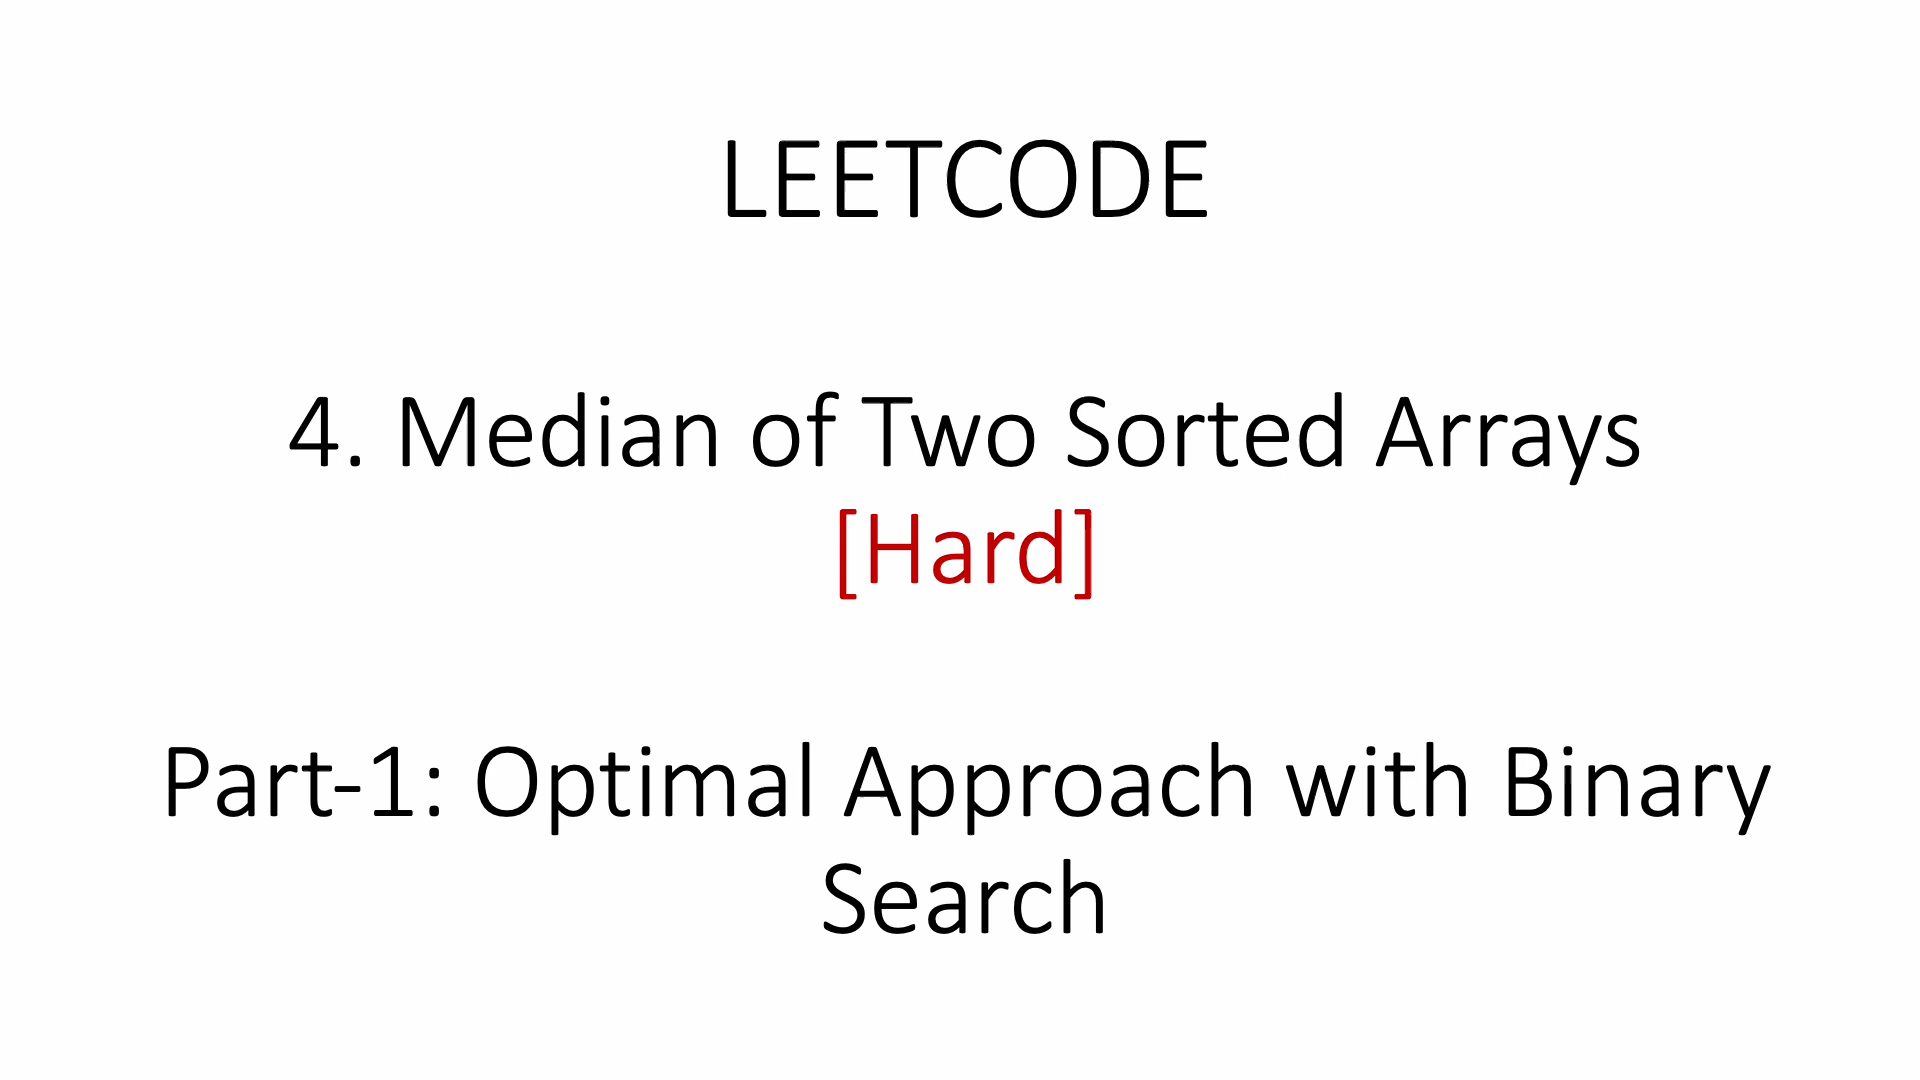 LEETCODE
4. Median of Two Sorted Arrays
[Hard]
Part-1: Optimal Approach with Binary
Search